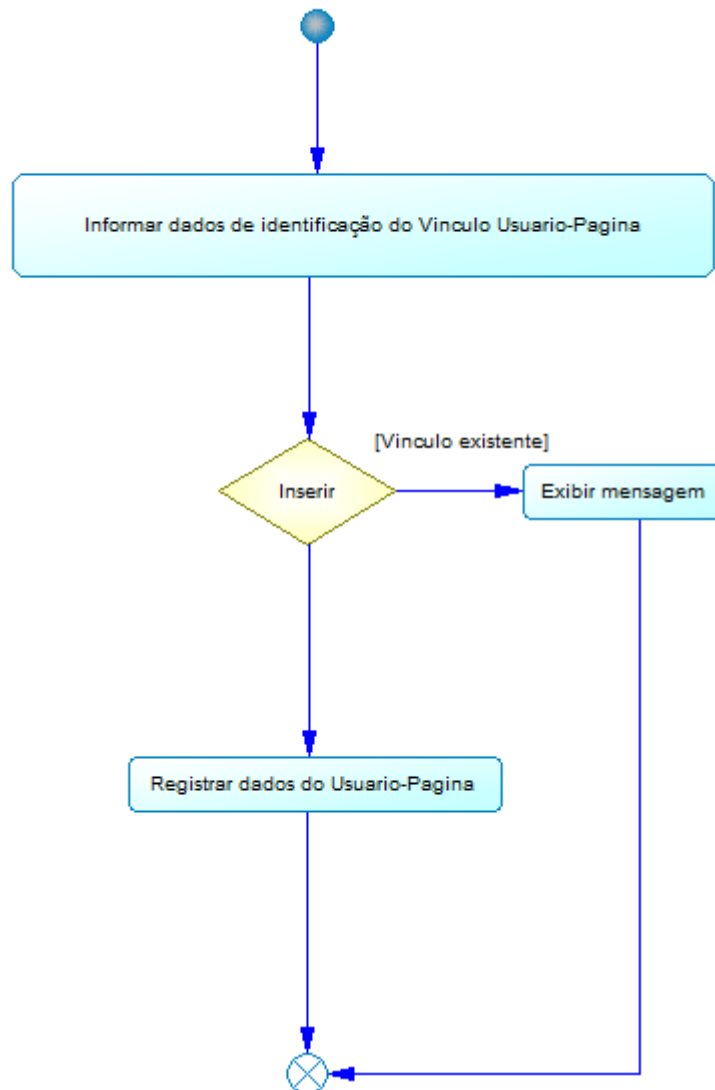 Informar dados de identificação do Vinculo Usuario-Pagina
[Vinculo existente]
Inserir
Exibir mensagem
Registrar dados do Usuario-Pagina